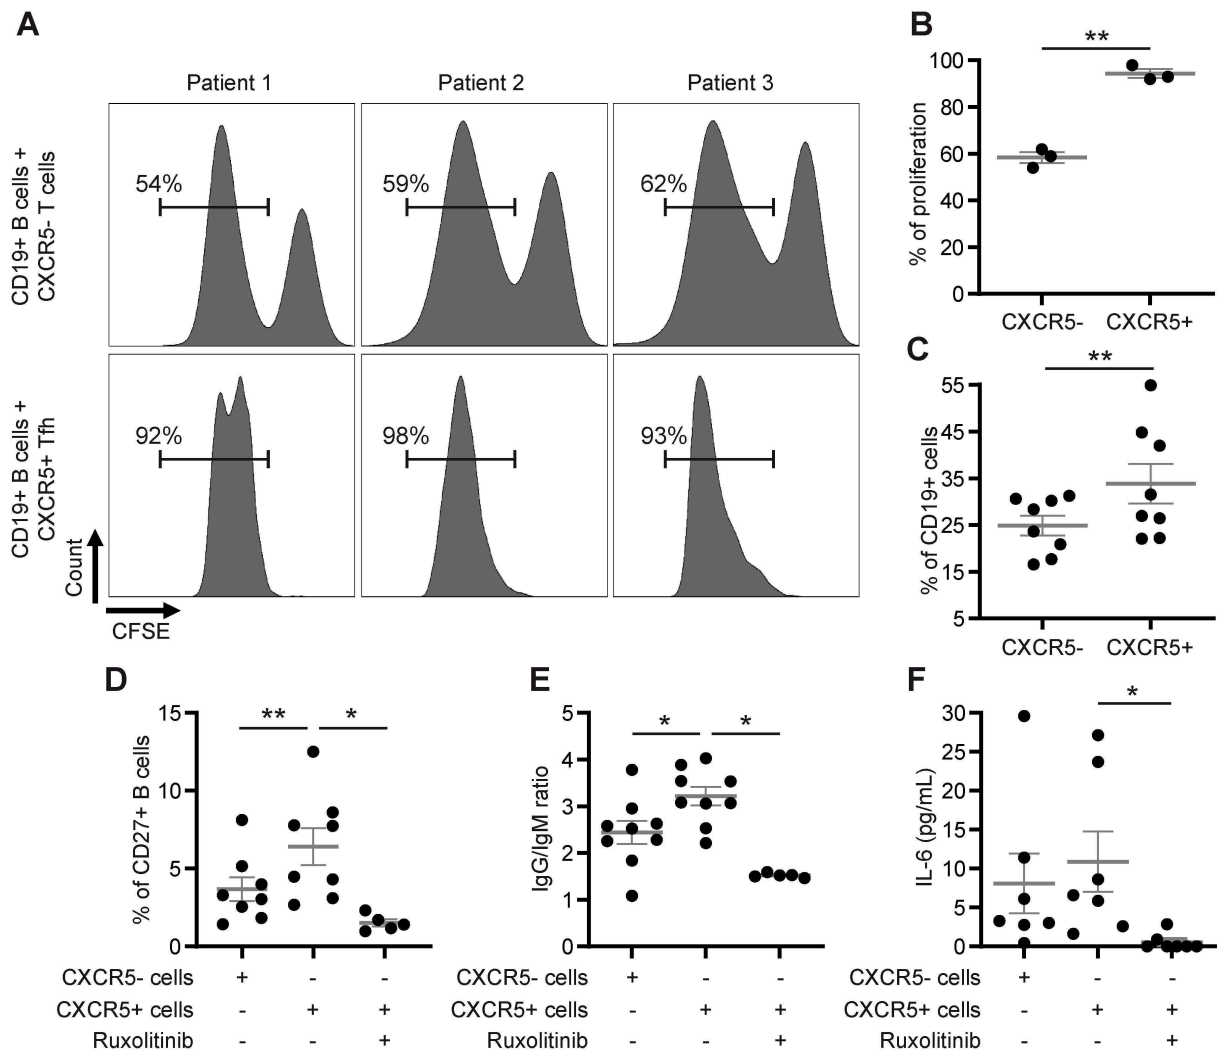 A
Patient 1
Patient 2
Patient 3
CD19+ B cells +
CXCR5- T cells
54%
59%
62%
CD19+ B cells +
CXCR5+ Tfh
92%
98%
93%
Count
CFSE
B
**
% of proliferation
100
80
60
40
20
0
CXCR5-
CXCR5+
C
**
% of CD19+ cells
55
45
35
25
15
5
CXCR5-
CXCR5+
D
**
*
% of CD27+ B cells
15
10
5
0
CXCR5- cells + - -
CXCR5+ cells - + +
Ruxolitinib - - +
E
*
*
IgG/IgM ratio
5
4
3
2
1
0
CXCR5- cells + - -
CXCR5+ cells - + +
Ruxolitinib - - +
F
*
IL-6 (pg/mL)
30
25
20
15
10
5
0
CXCR5- cells + - -
CXCR5+ cells - + +
Ruxolitinib - - +